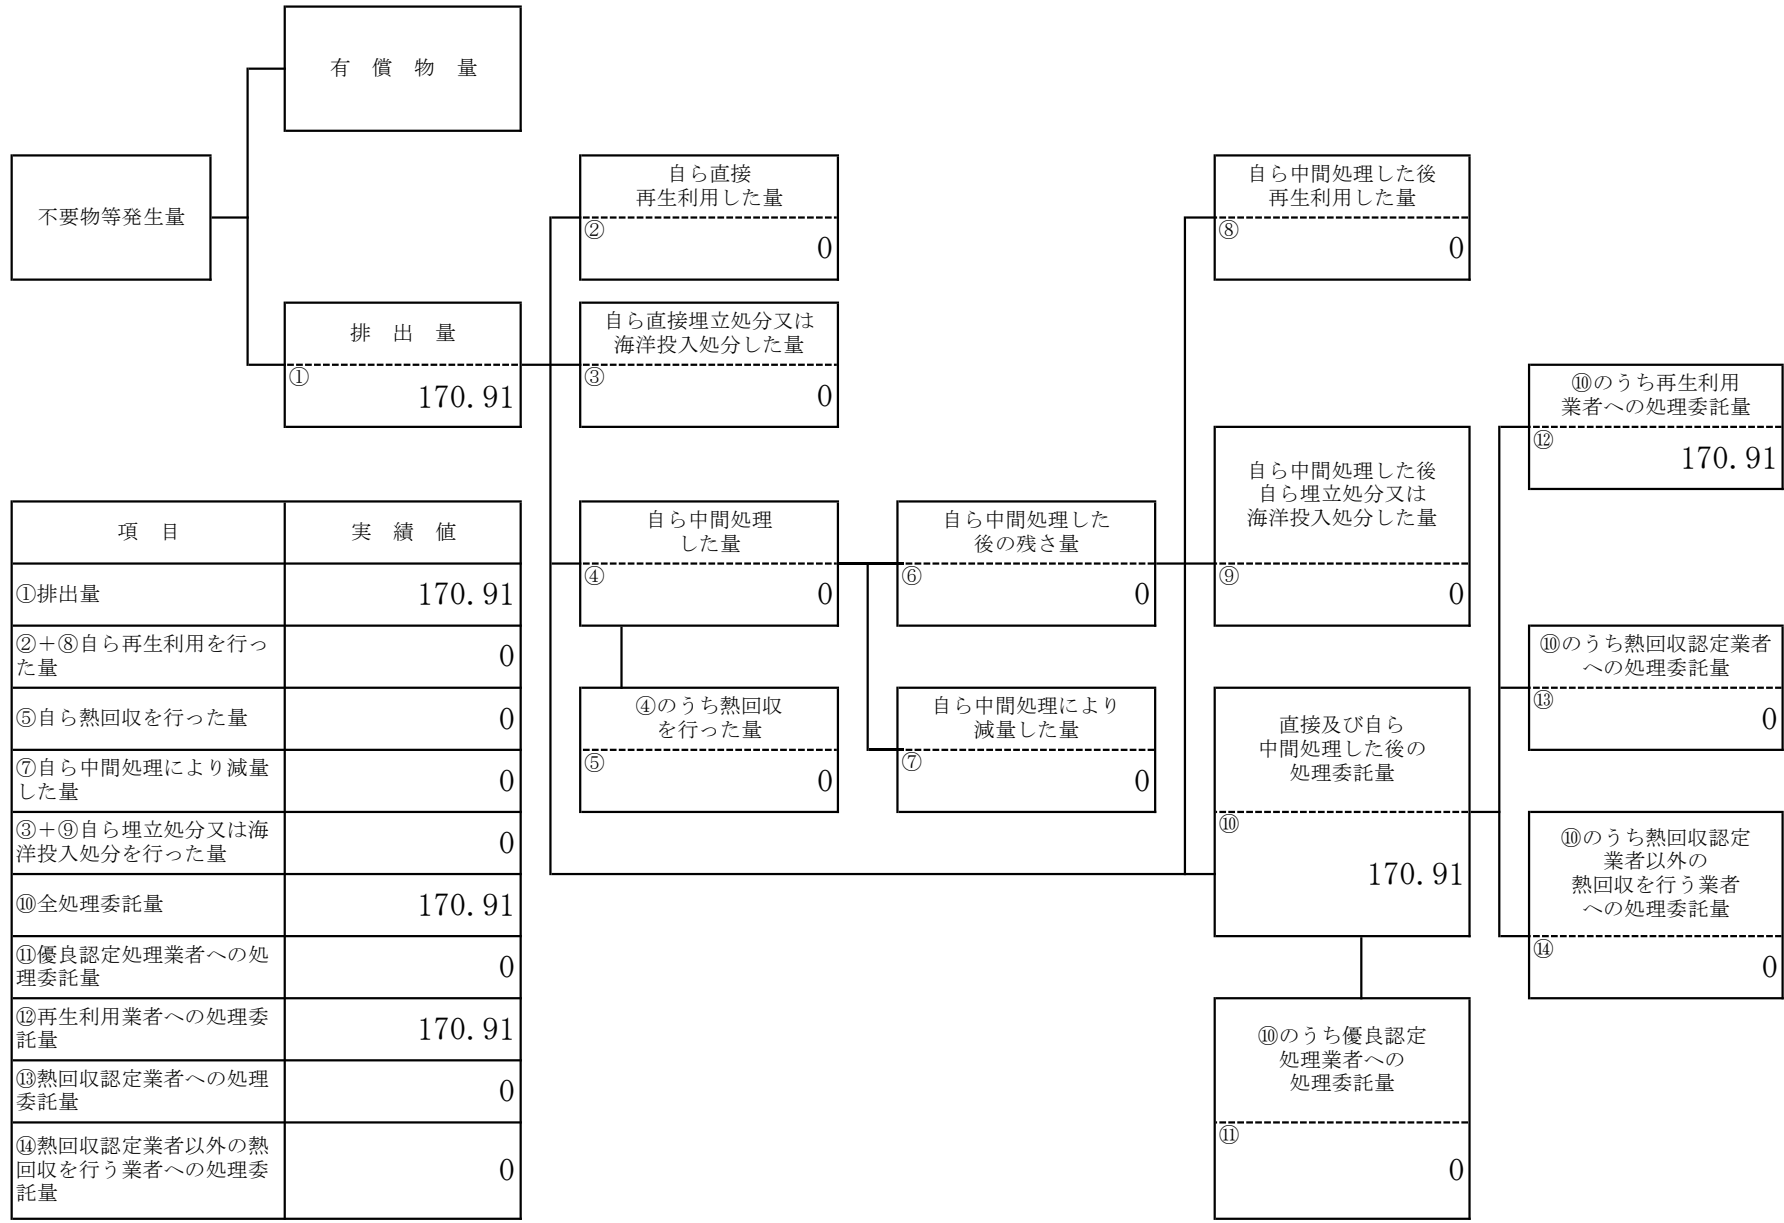 有 償 物 量
不要物等発生量
排 出 量
①
170.91
自ら直接
再生利用した量
②
0
自ら直接埋立処分又は
海洋投入処分した量
③
0
自ら中間処理
した量
④
0
④のうち熱回収
を行った量
⑤
0
自ら中間処理した
後の残さ量
⑥
0
自ら中間処理により
減量した量
⑦
0
自ら中間処理した後
再生利用した量
⑧
0
自ら中間処理した後
自ら埋立処分又は
海洋投入処分した量
⑨
0
直接及び自ら
中間処理した後の
処理委託量
⑩
170.91
⑩のうち優良認定
処理業者への
処理委託量
⑪
0
⑩のうち再生利用
業者への処理委託量
⑫
170.91
⑩のうち熱回収認定業者
への処理委託量
⑬
0
⑩のうち熱回収認定
業者以外の
熱回収を行う業者
への処理委託量
⑭
0
項 目 実 績 値
①排出量 170.91
②+⑧自ら再生利用を行っ
た量 0
⑤自ら熱回収を行った量 0
⑦自ら中間処理により減量
した量 0
③+⑨自ら埋立処分又は海
洋投入処分を行った量 0
⑩全処理委託量 170.91
⑪優良認定処理業者への処
理委託量 0
⑫再生利用業者への処理委
託量 170.91
⑬熱回収認定業者への処理
委託量 0
⑭熱回収認定業者以外の熱
回収を行う業者への処理委
託量 0